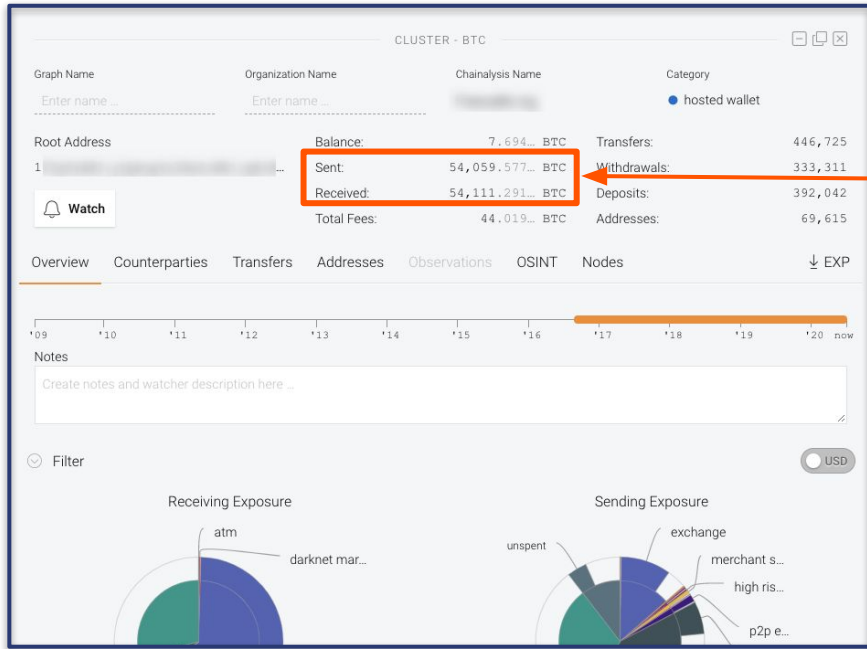 CLUSTER - BTC
Graph Name Organization Name Chainalysis Name Category
Enter name ... Enter name ... hosted wallet
Root Address Balance: 7.694... BTC Transfers: 446,725
1 ... Sent: 54,059.577... BTC Withdrawals: 333,311
Received: 54,111.291... BTC Deposits: 392,042
Watch Total Fees: 44.019... BTC Addresses: 69,615
Overview Counterparties Transfers Addresses Observations OSINT Nodes EXP
'09 '10 '11 '12 '13 '14 '15 '16 '17 '18 '19 '20 now
Notes
Create notes and watcher description here ...
Filter USD
Receiving Exposure Sending Exposure
atm exchange
unspent
darknet mar... merchant s...
high ris...
p2p e...